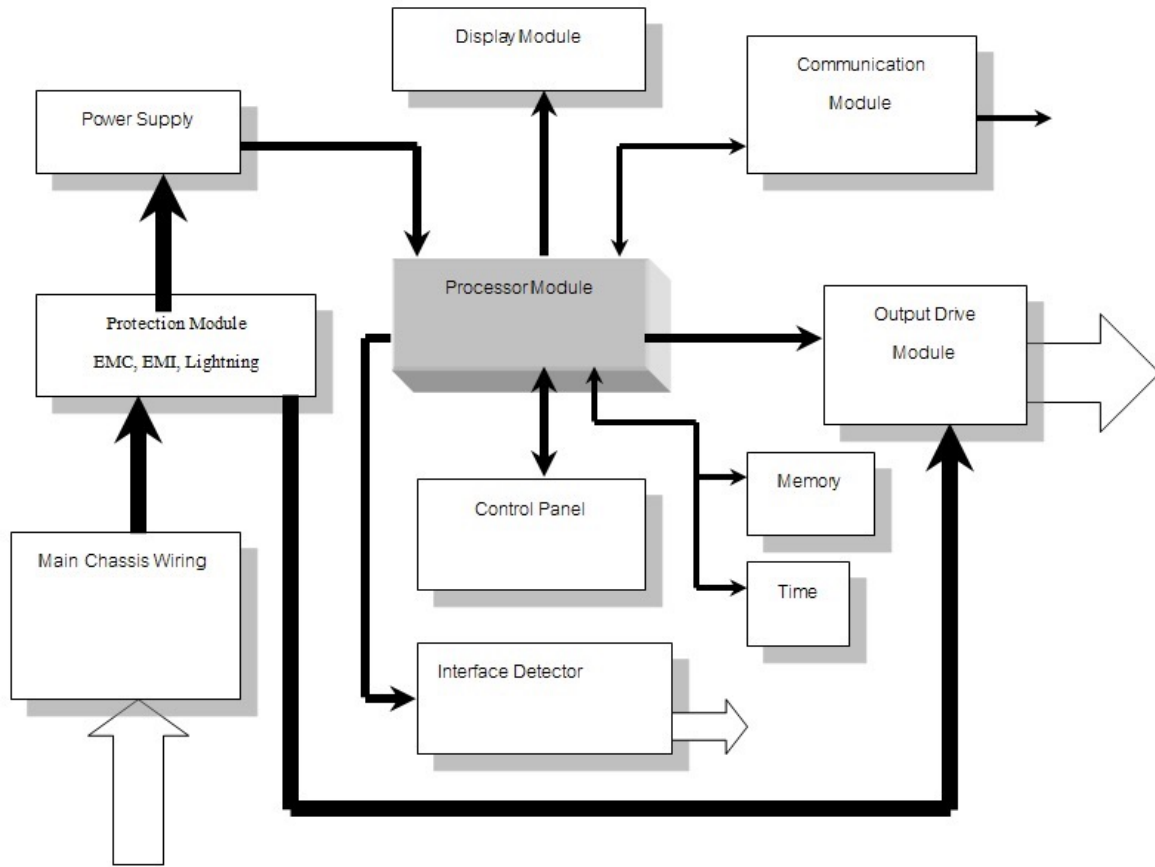 Display Module
Communication
Module
Power Supply
Processor Module
Protection Module
EMC, EMI, Lightning
Output Drive
Module
Memory
Control Panel
Main Chassis Wiring
Time
Interface Detector